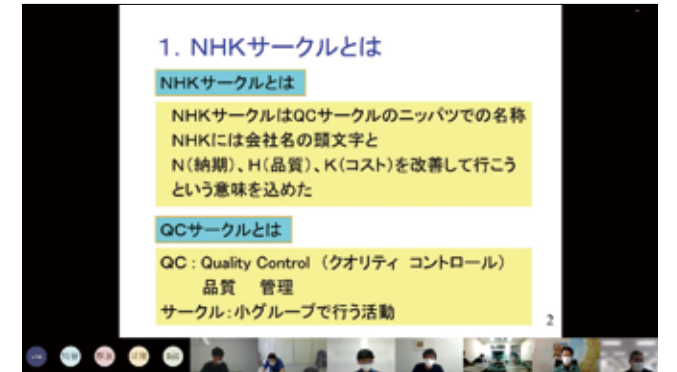 1. NHKサークルとは
NHKサークルとは
NHKサークルはQCサークルのニッパツでの名称
NHKには会社名の頭文字と
N(納期)、H(品質)、K(コスト)を改善して行こう
という意味を込めた
QCサークルとは
QC:Quality Control (クオリティ コントロール)
品質 管理
サークル:小グループで行う活動
2